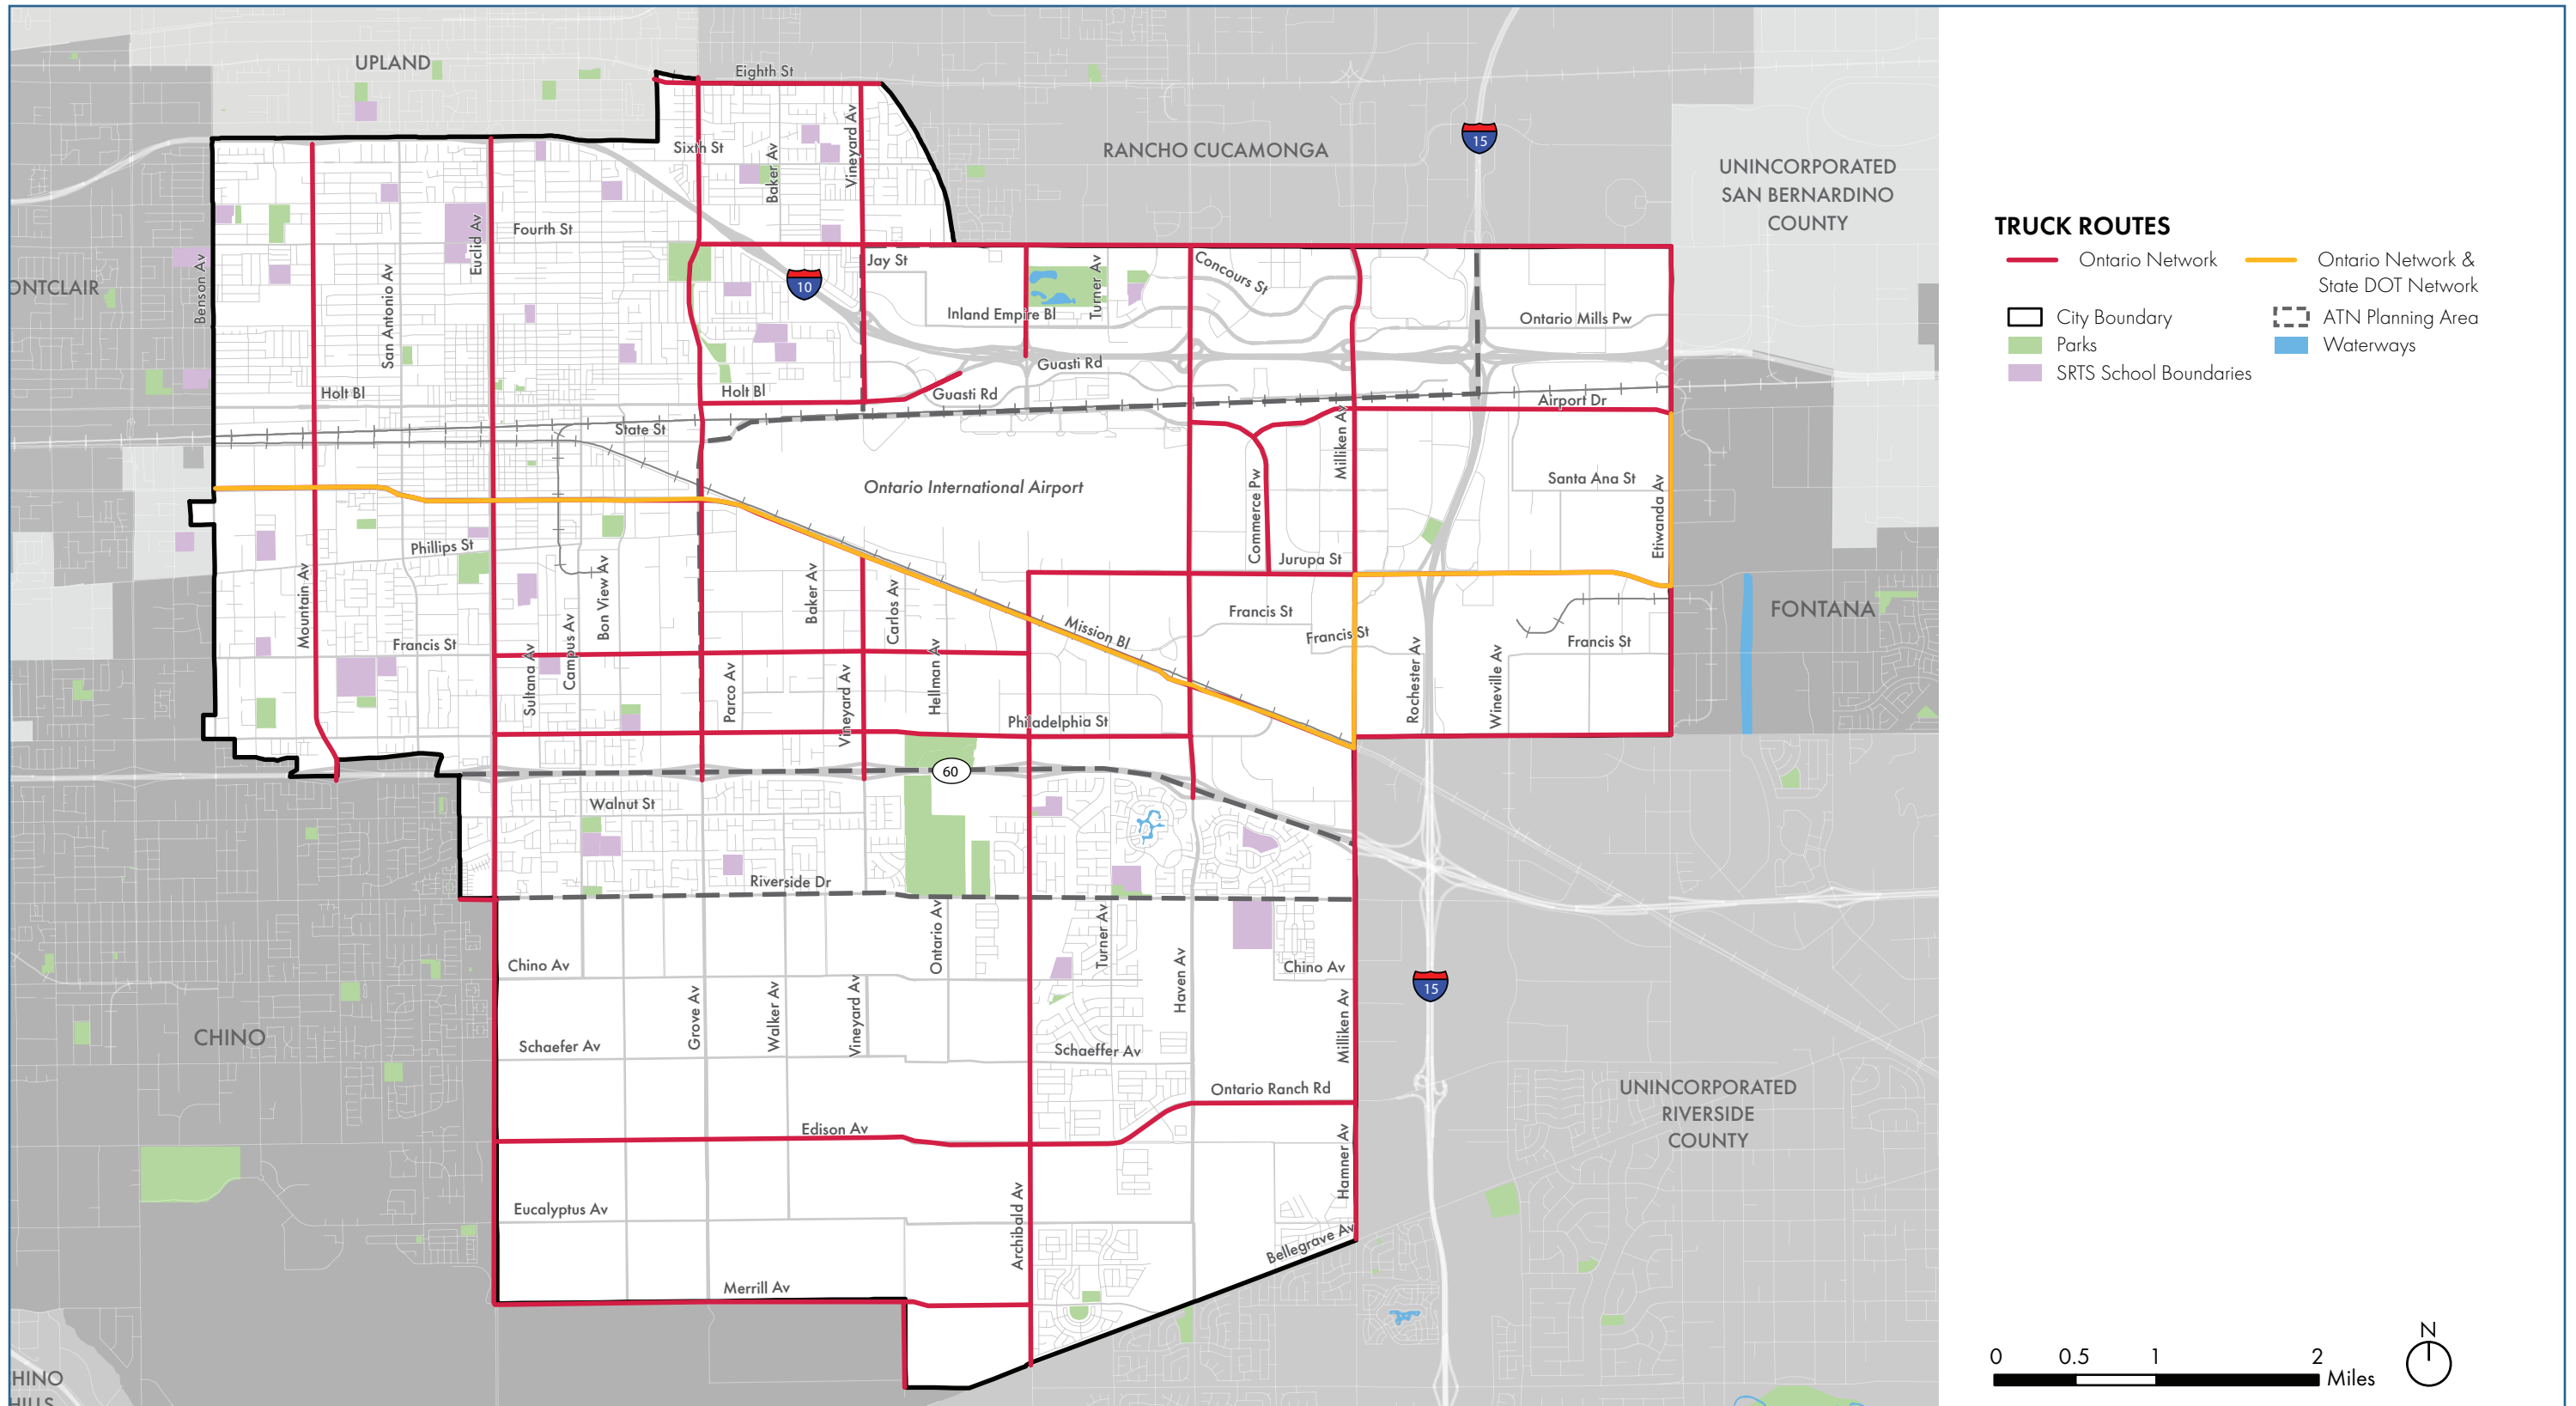 UPLAND
Eighth St
RANCHO CUCAMONGA
15
UNINCORPORATED
SAN BERNARDINO
COUNTY
Sixth St
Baker Av
Vineyard Av
Fourth St
Euclid Av
San Antonio Av
Benson Av
ONTCLAIR
10
Jay St
Turner Av
Concours St
Inland Empire Bl
Ontario Mills Pw
Guasti Rd
Holt Bl
Holt Bl
Guasti Rd
Airport Dr
State St
Milliken Av
Ontario International Airport
Santa Ana St
Etiwanda Av
Commerce Pw
Phillips St
Jurupa St
Mountain Av
Bon View Av
Baker Av
Carlos Av
Francis St
Francis St
Mission Bl
FONTANA
Francis St
Francis St
Sultana Av
Campus Av
Parco Av
Vineyard Av
Hellman Av
Rochester Av
Wineville Av
Philadelphia St
60
Walnut St
Riverside Dr
Ontario Av
Turner Av
Haven Av
Chino Av
Chino Av
15
Grove Av
Walker Av
Vineyard Av
Milliken Av
CHINO
Schaefer Av
Schaeffer Av
Ontario Ranch Rd
UNINCORPORATED
RIVERSIDE
COUNTY
Edison Av
Hamner Av
Eucalyptus Av
Archibald Av
Bellegrave Av
Merrill Av
HINO
HILLS
TRUCK ROUTES
Ontario Network
Ontario Network &
State DOT Network
City Boundary
ATN Planning Area
Parks
Waterways
SRTS School Boundaries
N
0 0.5 1 2
Miles